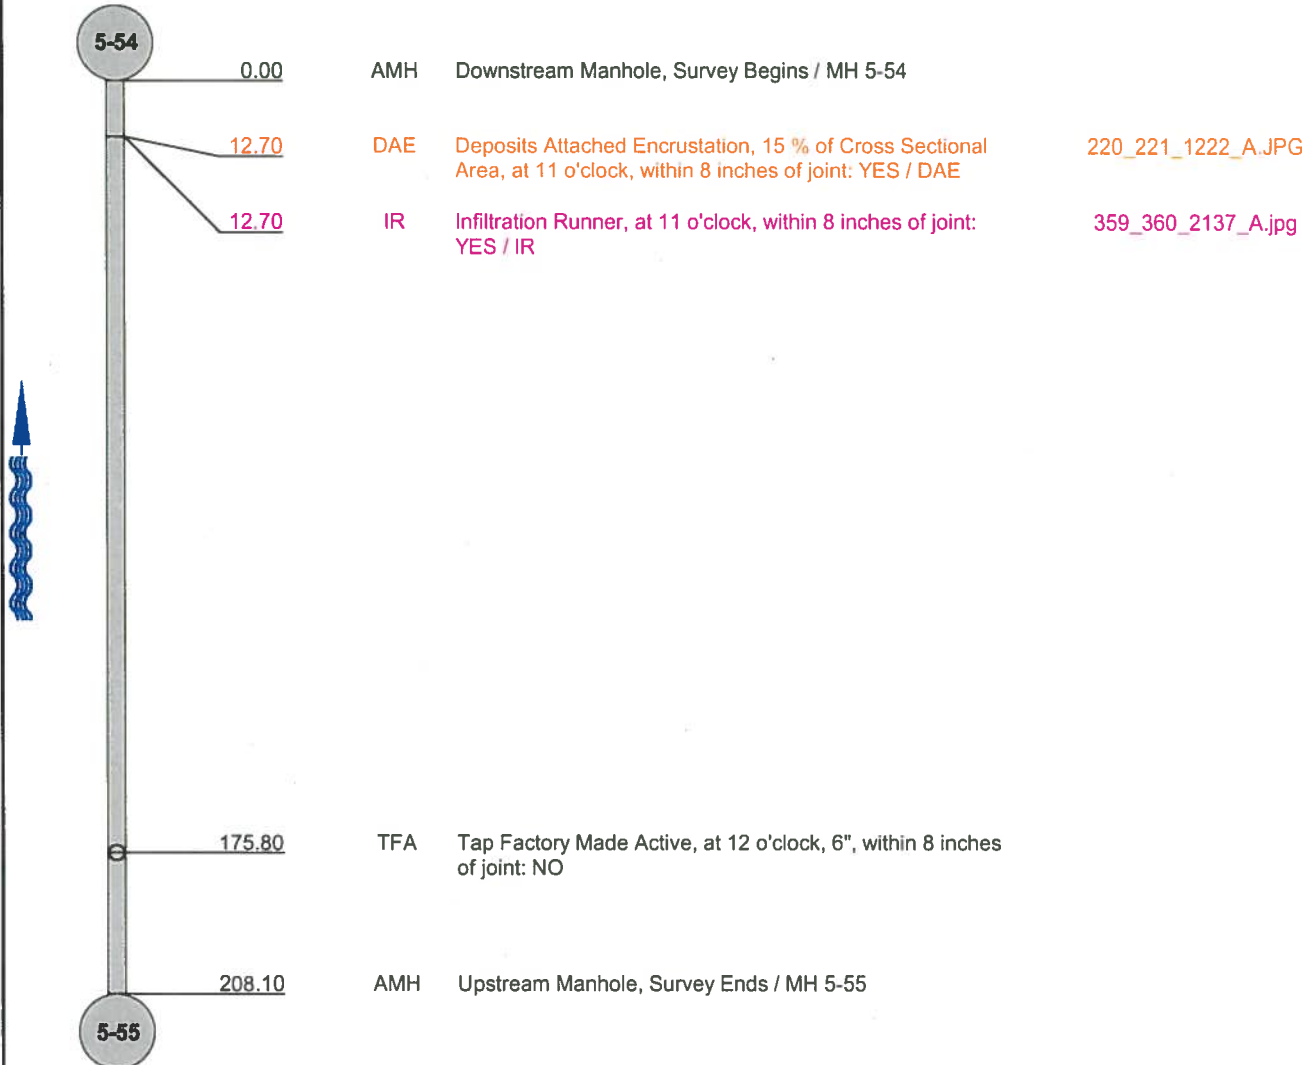 5-54
0.00 AMH Downstream Manhole, Survey Begins / MH 5-54
12.70 DAE Deposits Attached Encrustation, 15 % of Cross Sectional 220_221_1222_A.JPG
Area, at 11 o'clock, within 8 inches of joint: YES / DAE
12.70 IR Infiltration Runner, at 11 o'clock, within 8 inches of joint: 359_360_2137_A.jpg
YES / IR
175.80 TFA Tap Factory Made Active, at 12 o'clock, 6", within 8 inches
of joint: NO
208.10 AMH Upstream Manhole, Survey Ends / MH 5-55
5-55